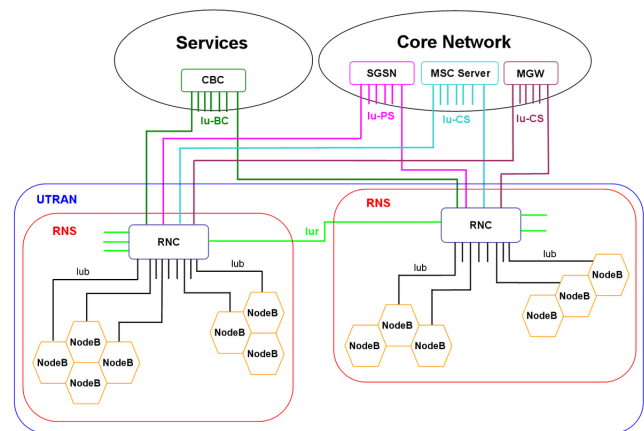 Services
Core Network
CBC
SGSN
MSC Server
MGW
Iu-BC
Iu-PS
Iu-CS
Iu-CS
UTRAN
RNS
RNS
RNC
Iur
RNC
Iub
Iub
Iub
Iub
NodeB
NodeB
NodeB
NodeB
NodeB
NodeB
NodeB
NodeB
NodeB
NodeB
NodeB
NodeB
NodeB
NodeB